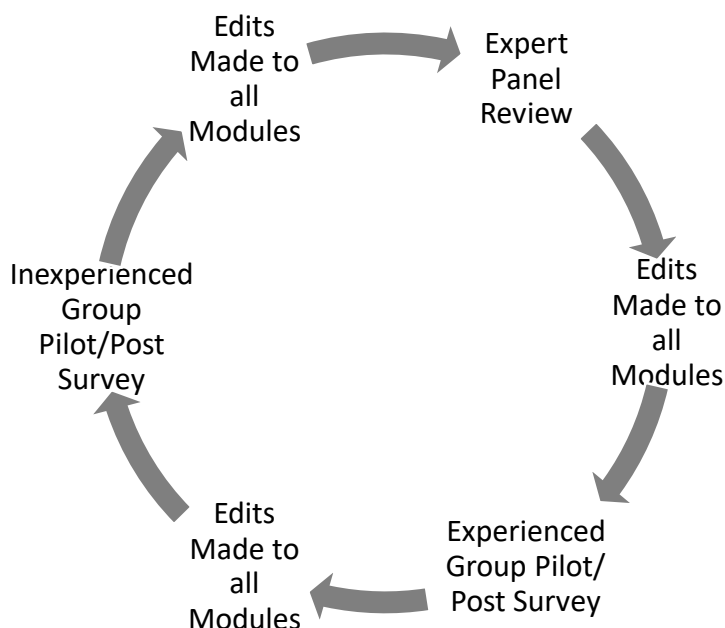 Edits
Made to
all
Modules
Expert
Panel
Review
Edits
Made to
all
Modules
Experienced
Group Pilot/
Post Survey
Edits
Made to
all
Modules
Inexperienced
Group
Pilot/Post
Survey